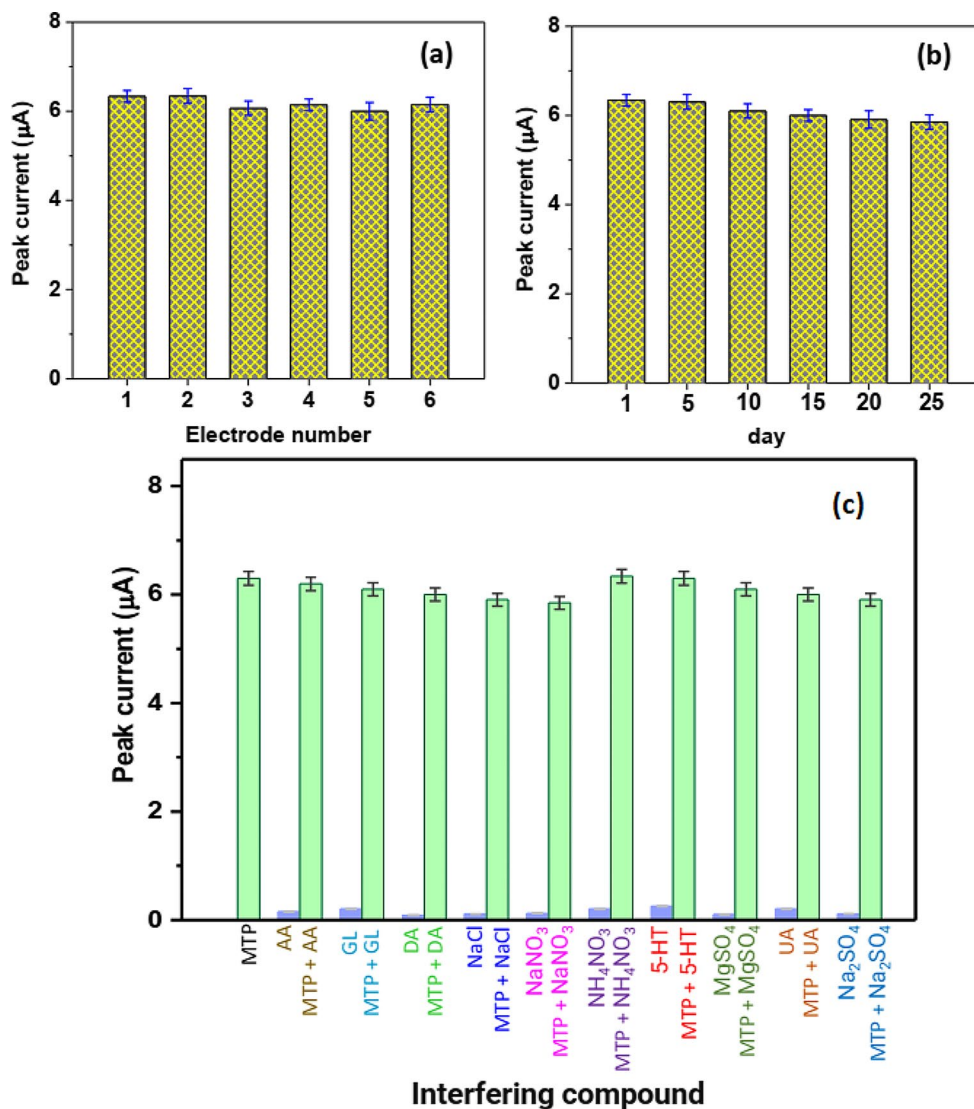 (a)
Peak current (µA)
8
6
4
2
0
1 2 3 4 5 6
Electrode number
(b)
Peak current (µA)
8
6
4
2
0
1 5 10 15 20 25
day
(c)
Peak current (µA)
8
6
4
2
0
MTP
AA
MTP + AA
GL
MTP + GL
DA
MTP + DA
NaCl
MTP + NaCl
NaNO₃
MTP + NaNO₃
NH₄NO₃
MTP + NH₄NO₃
5-HT
MTP + 5-HT
MgSO₄
MTP + MgSO₄
UA
MTP + UA
Na₂SO₄
MTP + Na₂SO₄
Interfering compound